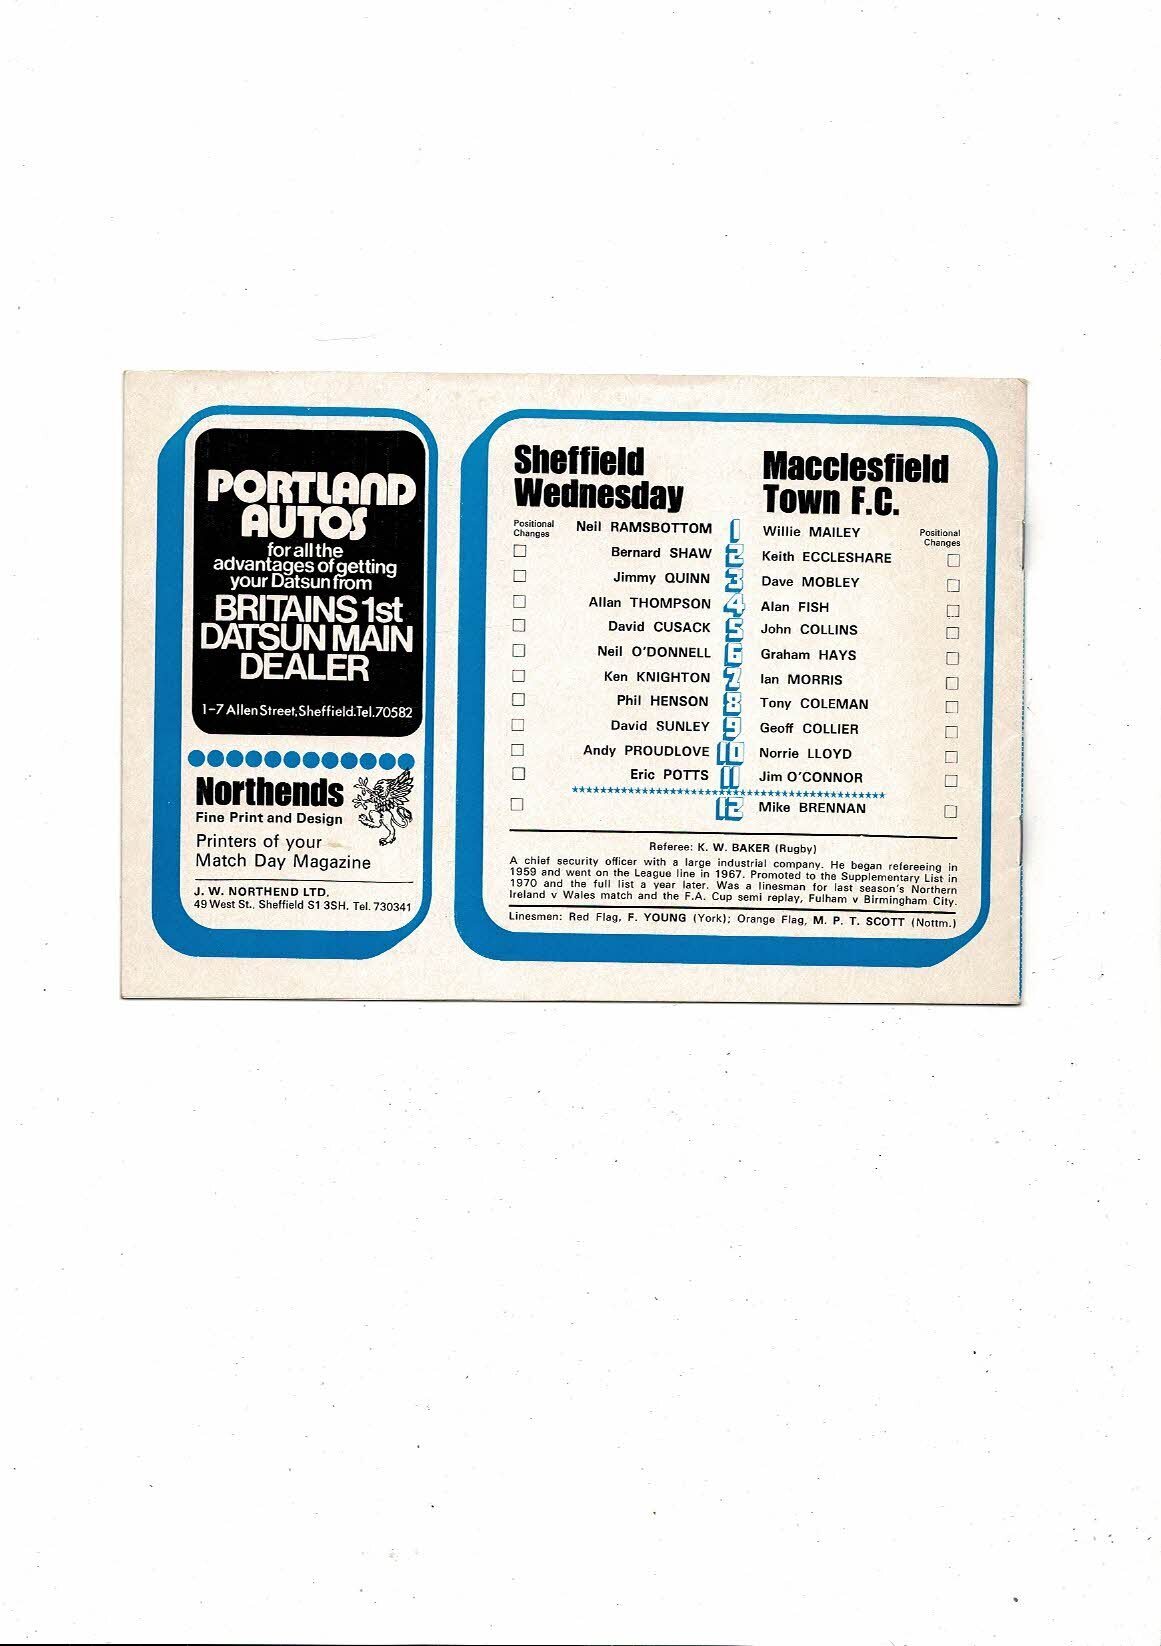 PORTLAND
AUTOS
for all the
advantages of getting
your Datsun from
BRITAINS 1st
DATSUN MAIN
DEALER
1-7 Allen Street, Sheffield. Tel. 70582
Northends
Fine Print and Design
Printers of your
Match Day Magazine
J. W. NORTHEND LTD.
49 West St., Sheffield S1 3SH. Tel. 730341
Sheffield
Wednesday
Macclesfield
Town F.C.
Positional
Changes
Positional
Changes
Neil RAMSBOTTOM 1 Willie MAILEY
Bernard SHAW 2 Keith ECCLESHARE
Jimmy QUINN 3 Dave MOBLEY
Allan THOMPSON 4 Alan FISH
David CUSACK 5 John COLLINS
Neil O'DONNELL 6 Graham HAYS
Ken KNIGHTON 7 Ian MORRIS
Phil HENSON 8 Tony COLEMAN
David SUNLEY 9 Geoff COLLIER
Andy PROUDLOVE 10 Norrie LLOYD
Eric POTTS 11 Jim O'CONNOR
12 Mike BRENNAN
Referee: K. W. BAKER (Rugby)
A chief security officer with a large industrial company. He began refereeing in
1959 and went on the League line in 1967. Promoted to the Supplementary List in
1970 and the full list a year later. Was a linesman for last season's Northern
Ireland v Wales match and the F.A. Cup semi replay, Fulham v Birmingham City.
Linesmen: Red Flag, F. YOUNG (York); Orange Flag, M. P. T. SCOTT (Nottm.)